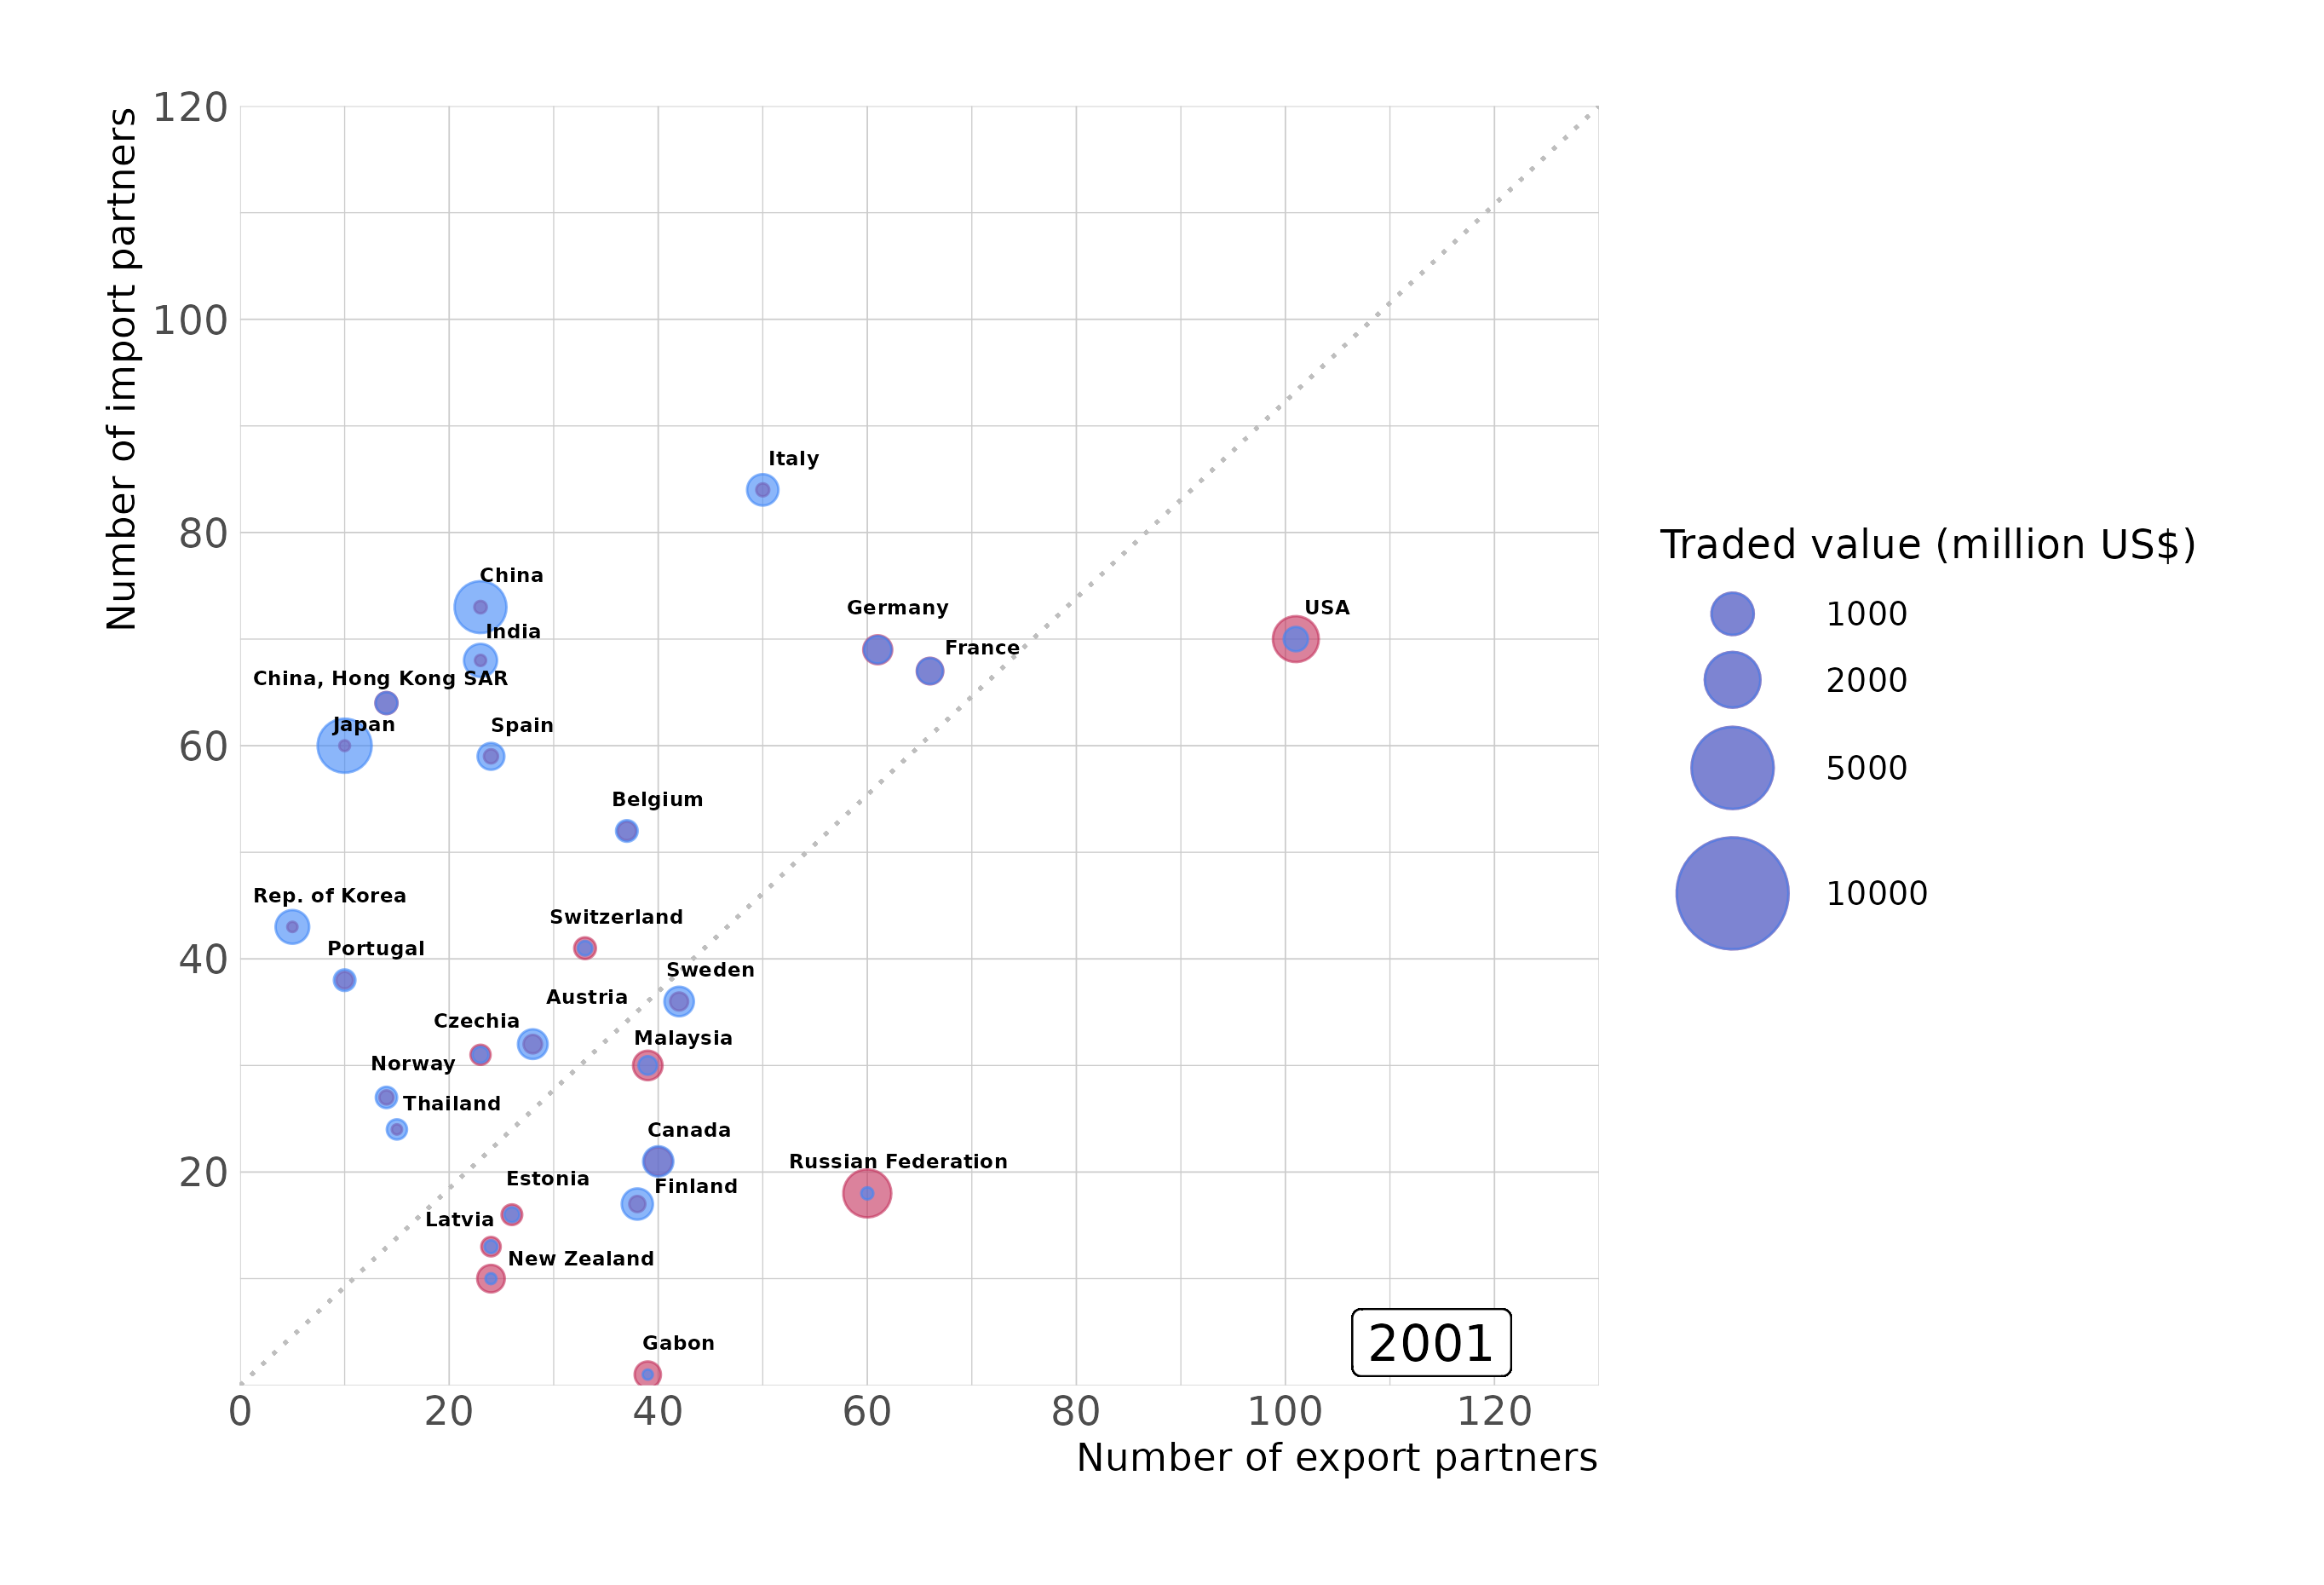 Number of import partners
120
100
80
60
40
20
Italy
China
India
Germany
USA
France
China, Hong Kong SAR
Japan
Spain
Belgium
Rep. of Korea
Switzerland
Portugal
Sweden
Austria
Czechia
Malaysia
Norway
Thailand
Canada
Russian Federation
Estonia
Finland
Latvia
New Zealand
Gabon
2001
0 20 40 60 80 100 120
Number of export partners
Traded value (million US$)
1000
2000
5000
10000